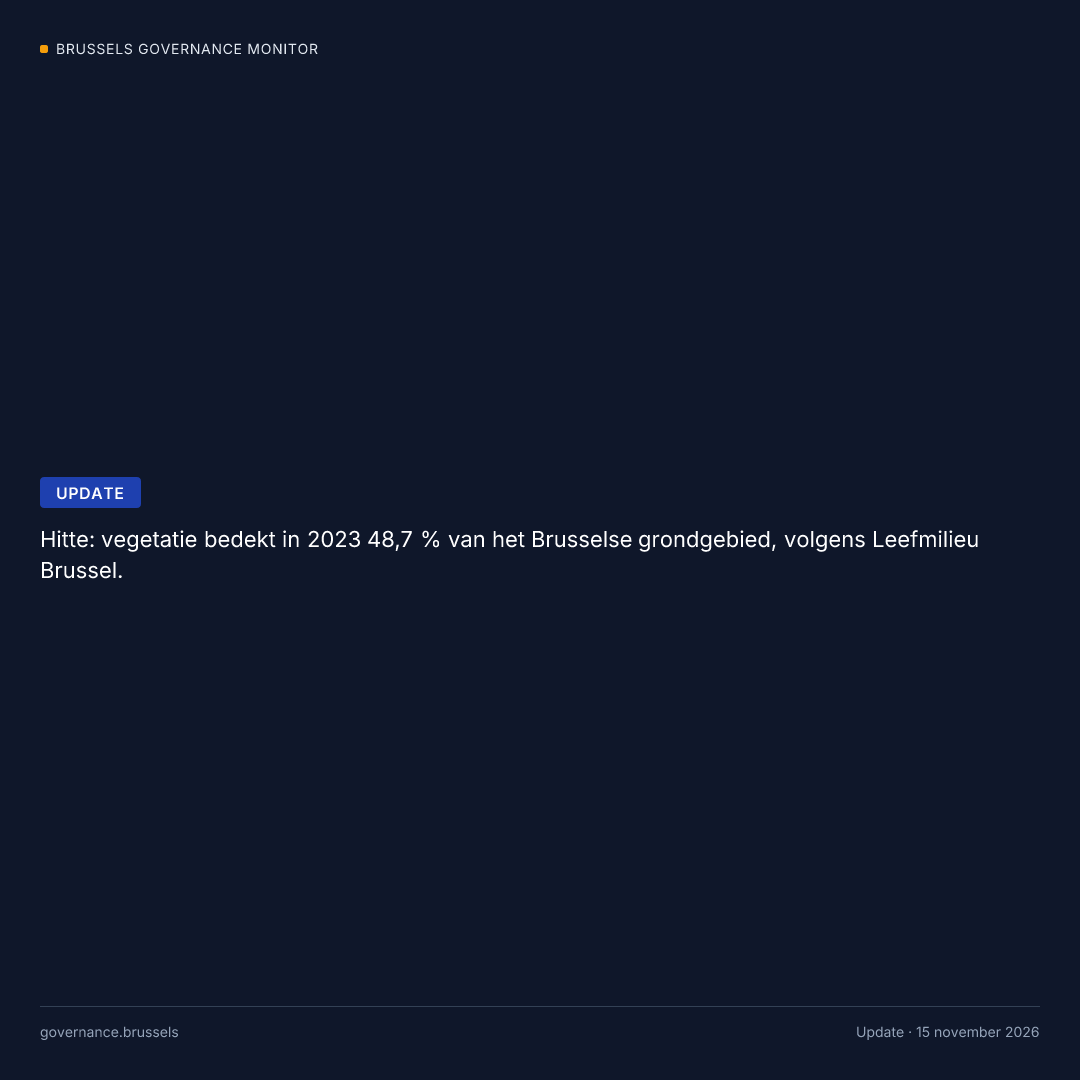 BRUSSELS GOVERNANCE MONITOR
UPDATE
Hitte: vegetatie bedekt in 2023 48,7 % van het Brusselse grondgebied, volgens Leefmilieu
Brussel.
governance.brussels
Update · 15 november 2026